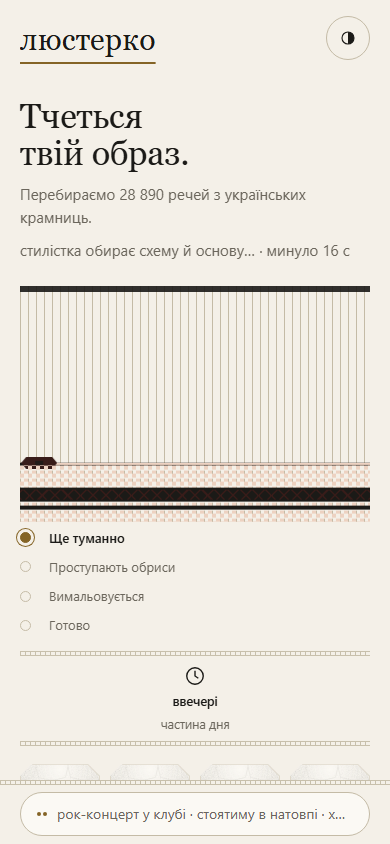 люстерко
Тчеться
твій образ.
Перебираємо 28 890 речей з українських
крамниць.
стилістка обирає схему й основу… · минуло 16 с
Ще туманно
Проступають обриси
Вимальовується
Готово
ввечері
частина дня
рок-концерт у клубі · стоятиму в натовпі · х…